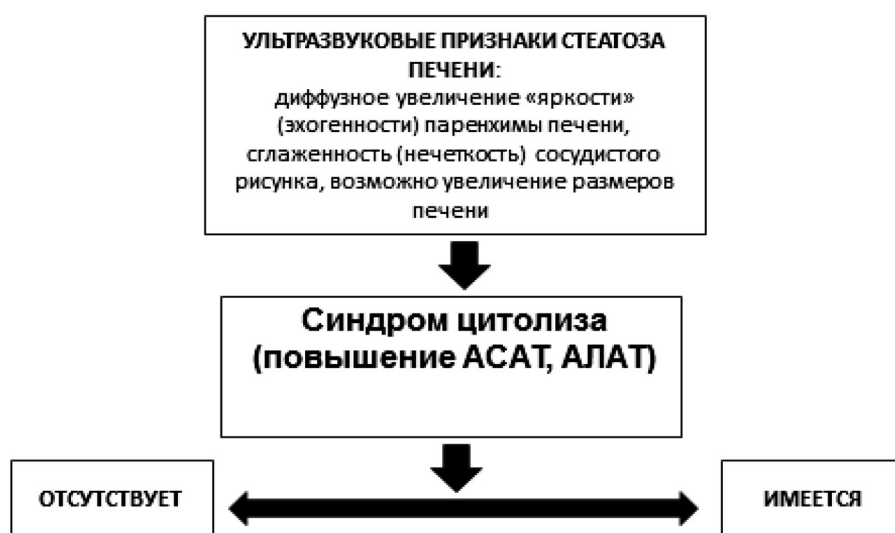 УЛЬТРАЗВУКОВЫЕ ПРИЗНАКИ СТЕАТОЗА
ПЕЧЕНИ:
диффузное увеличение «яркости»
(эхогенности) паренхимы печени,
сглаженность (нечеткость) сосудистого
рисунка, возможно увеличение размеров
печени
Синдром цитолиза
(повышение АСАТ, АЛАТ)
ОТСУТСТВУЕТ
ИМЕЕТСЯ